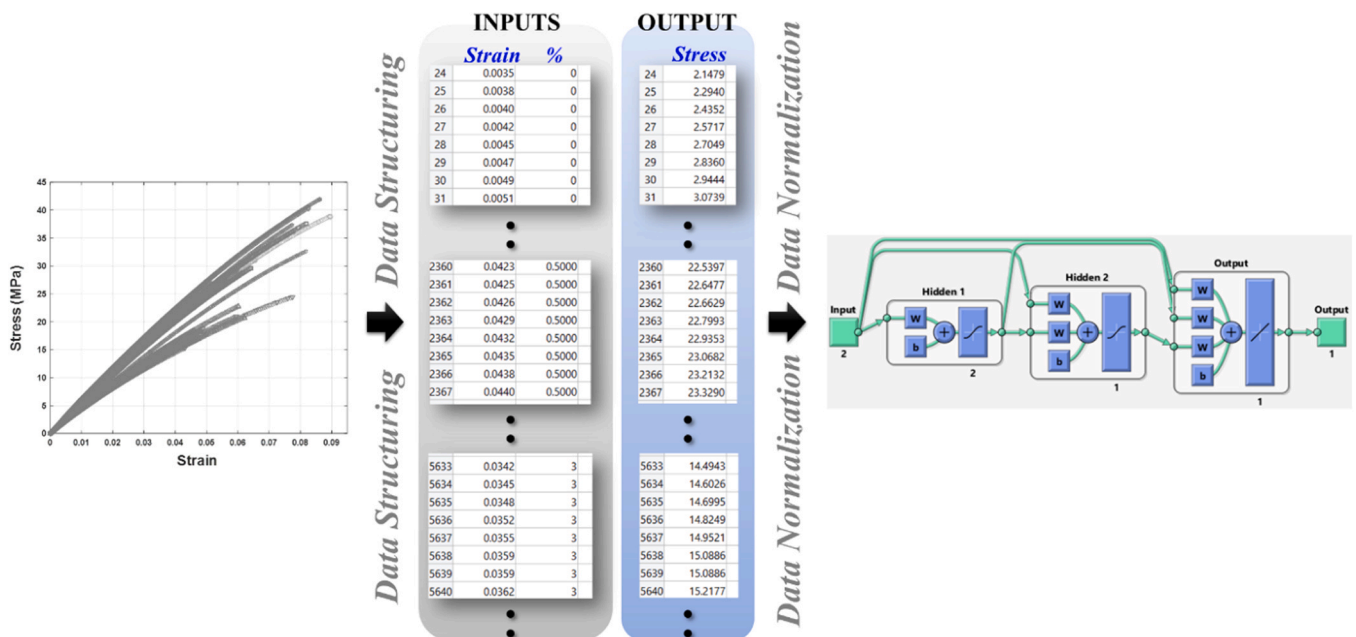 INPUTS
Strain %
24 0.0035 0
25 0.0038 0
26 0.0040 0
27 0.0042 0
28 0.0045 0
29 0.0047 0
30 0.0049 0
31 0.0051 0
2360 0.0423 0.5000
2361 0.0425 0.5000
2362 0.0426 0.5000
2363 0.0429 0.5000
2364 0.0432 0.5000
2365 0.0435 0.5000
2366 0.0438 0.5000
2367 0.0440 0.5000
5633 0.0342 3
5634 0.0345 3
5635 0.0348 3
5636 0.0352 3
5637 0.0355 3
5638 0.0359 3
5639 0.0359 3
5640 0.0362 3
OUTPUT
Stress
24 2.1479
25 2.2940
26 2.4352
27 2.5717
28 2.7049
29 2.8360
30 2.9444
31 3.0739
2360 22.5397
2361 22.6477
2362 22.6629
2363 22.7993
2364 22.9353
2365 23.0682
2366 23.2132
2367 23.3290
5633 14.4943
5634 14.6026
5635 14.6995
5636 14.8249
5637 14.9521
5638 15.0886
5639 15.0886
5640 15.2177
Data Structuring
Data Structuring
Data Normalization
Data Normalization
Stress (MPa)
45
40
35
30
25
20
15
10
5
0
0 0.01 0.02 0.03 0.04 0.05 0.06 0.07 0.08 0.09
Strain
Input
2
Hidden 1
W
b
+
2
Hidden 2
W
W
b
+
1
Output
W
W
W
b
+
1
Output
1